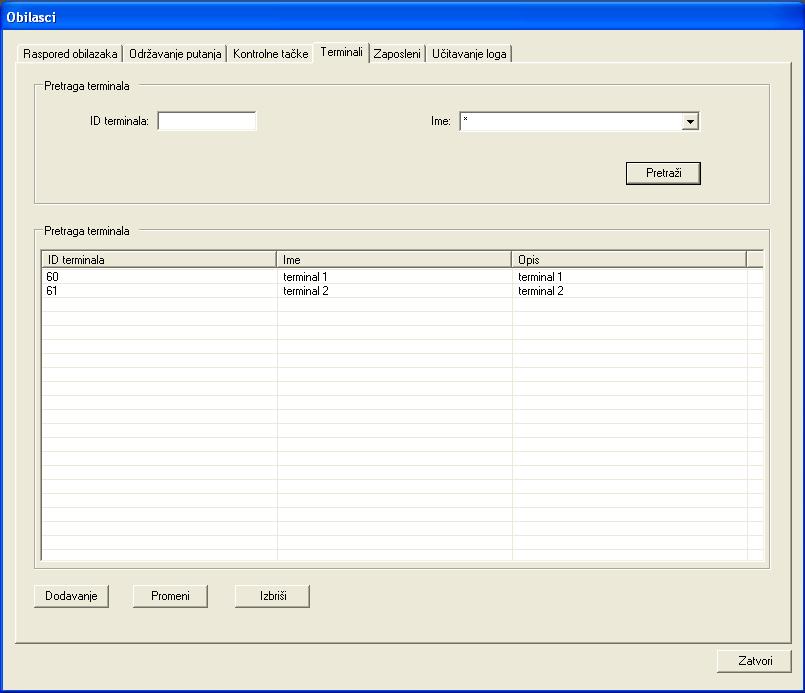 Obilasci
Raspored obilazaka Održavanje putanja Kontrolne tačke Terminali Zaposleni Učitavanje loga
Pretraga terminala
ID terminala: Ime: *
Pretraži
Pretraga terminala
ID terminala Ime Opis
60 terminal 1 terminal 1
61 terminal 2 terminal 2
Dodavanje Promeni Izbriši
Zatvori